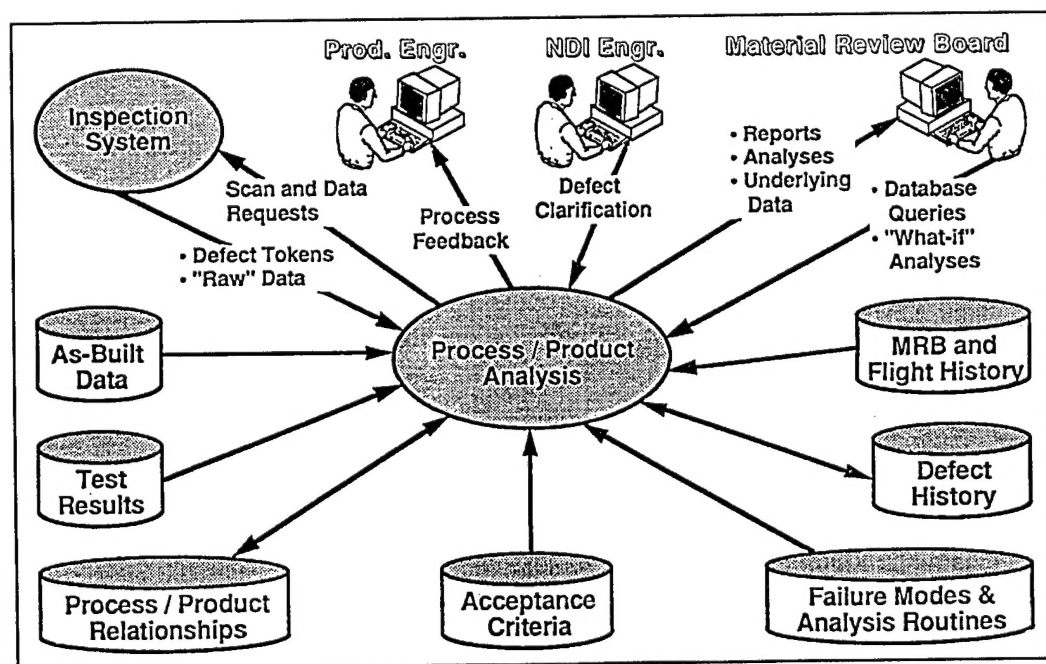 Prod. Engr.
NDI Engr.
Material Review Board
Inspection
System
Scan and Data
Requests
• Defect Tokens
• "Raw" Data
Process
Feedback
Defect
Clarification
• Reports
• Analyses
• Underlying
Data
• Database
Queries
• "What-if"
Analyses
As-Built
Data
Process / Product
Analysis
MRB and
Flight History
Test
Results
Defect
History
Process / Product
Relationships
Acceptance
Criteria
Failure Modes &
Analysis Routines